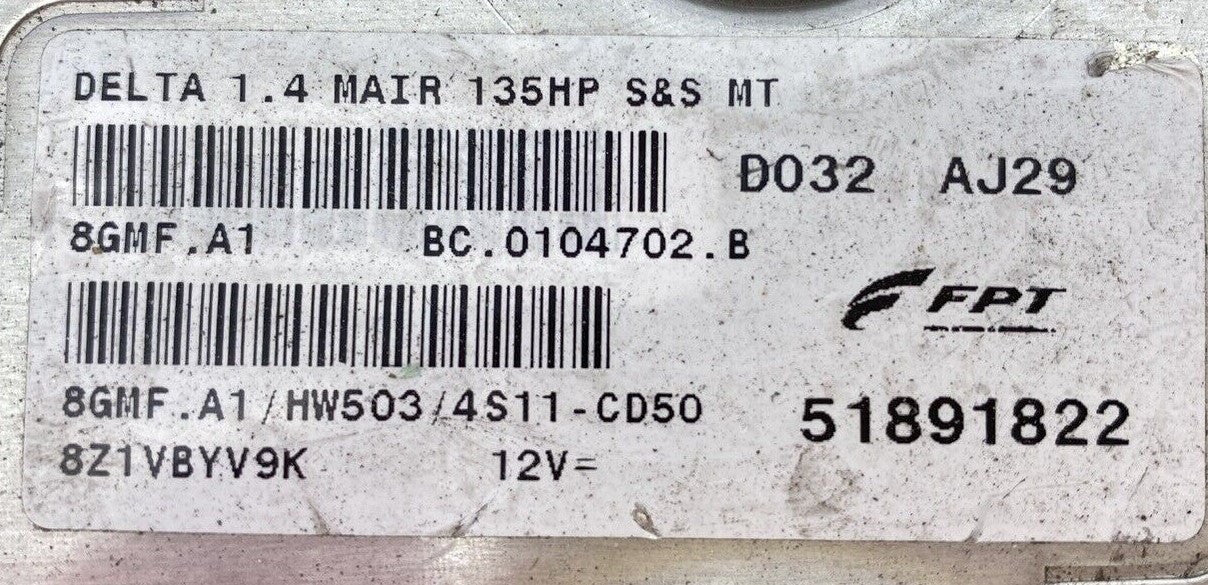 DELTA 1.4 MAIR 135HP S&S MT
D032 AJ29
8GMF.A1 BC.0104702.B
FPT
8GMF.A1/HW503/4S11-CD50
51891822
8Z1VBYV9K 12V=